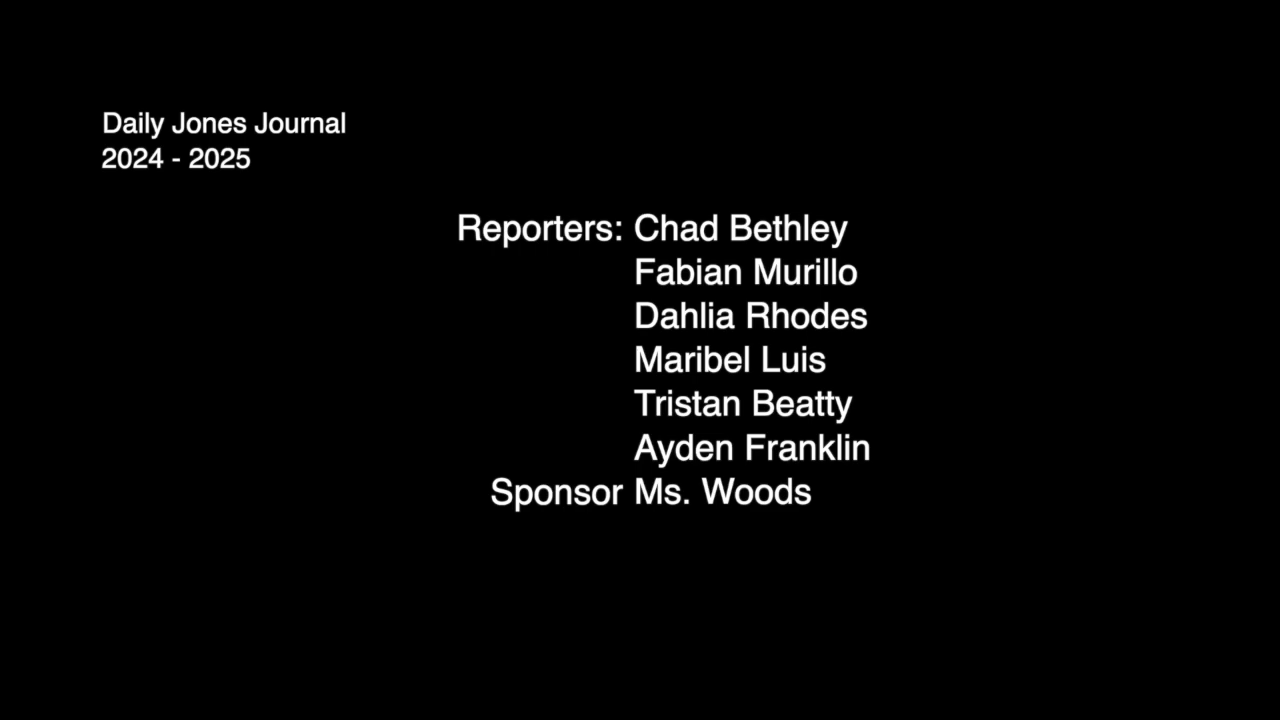 Daily Jones Journal
2024 - 2025
Reporters: Chad Bethley
Fabian Murillo
Dahlia Rhodes
Maribel Luis
Tristan Beatty
Ayden Franklin
Sponsor Ms. Woods